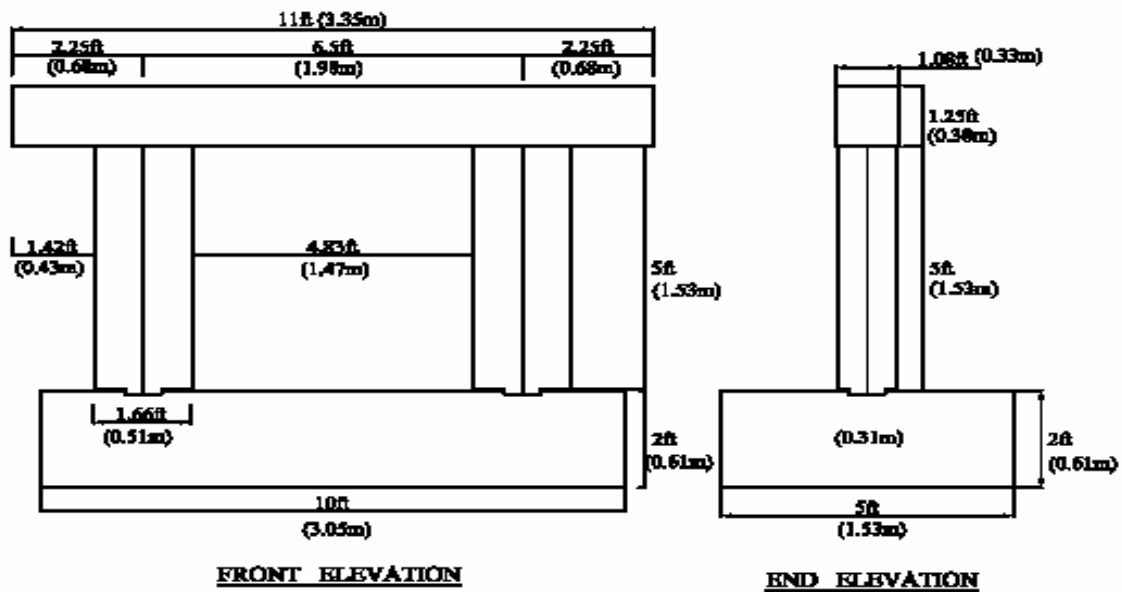 11ft (3.35m)
2.25ft
(0.68m)
6.5ft
(1.98m)
2.25ft
(0.68m)
1.42ft
(0.43m)
4.83ft
(1.47m)
5ft
(1.53m)
1.66ft
(0.51m)
2ft
(0.61m)
10ft
(3.05m)
FRONT ELEVATION
1.08ft (0.33m)
1.25ft
(0.38m)
5ft
(1.53m)
(0.31m)
2ft
(0.61m)
5ft
(1.53m)
END ELEVATION